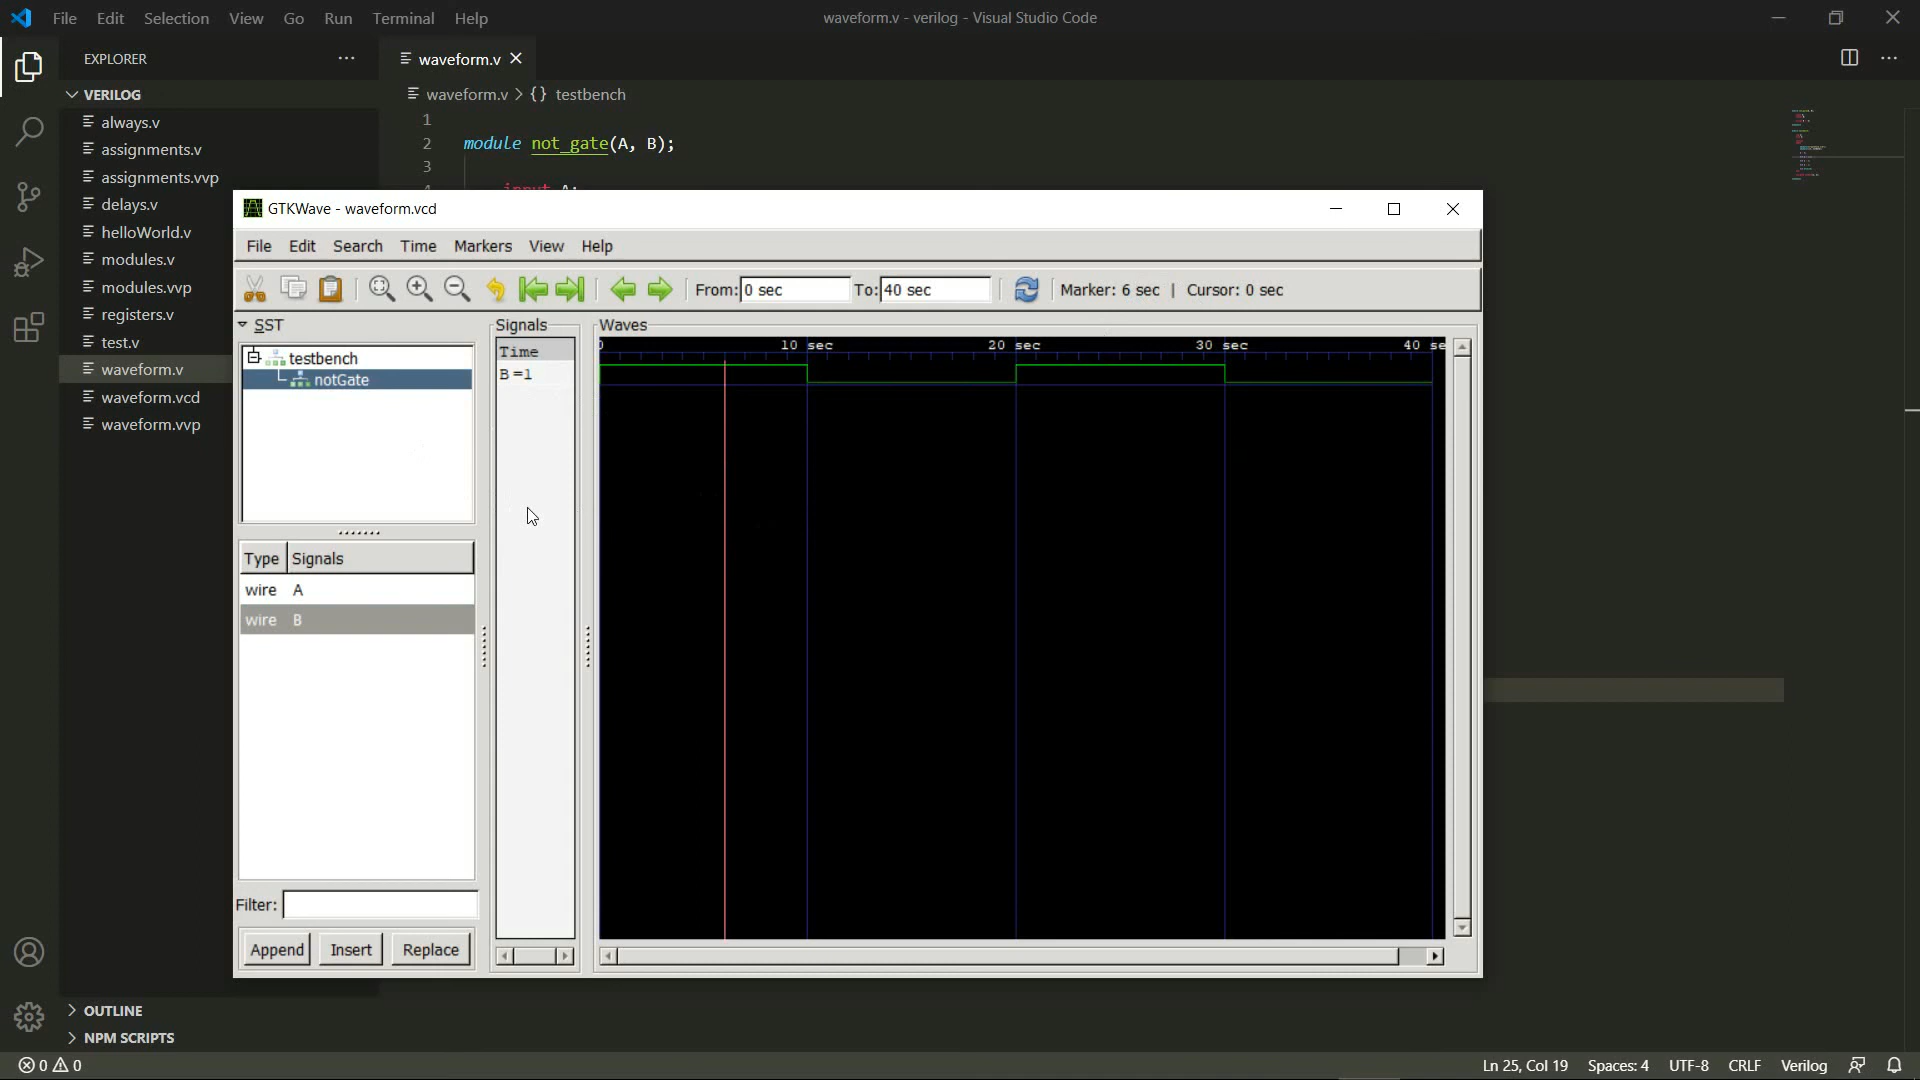 File Edit Selection View Go Run Terminal Help
waveform.v - verilog - Visual Studio Code
EXPLORER
waveform.v
VERILOG
waveform.v > {} testbench
always.v
assignments.v
assignments.vvp
delays.v
helloWorld.v
modules.v
modules.vvp
registers.v
test.v
waveform.v
waveform.vcd
waveform.vvp
OUTLINE
NPM SCRIPTS
1
2 module not_gate(A, B);
3
4 input A;
GTKWave - waveform.vcd
File Edit Search Time Markers View Help
From: 0 sec To: 40 sec Marker: 6 sec | Cursor: 0 sec
SST
testbench
notGate
Type Signals
wire A
wire B
Filter:
Append Insert Replace
Signals
Time
B =1
Waves
0 10 sec 20 sec 30 sec 40 se
0 0
Ln 25, Col 19 Spaces: 4 UTF-8 CRLF Verilog